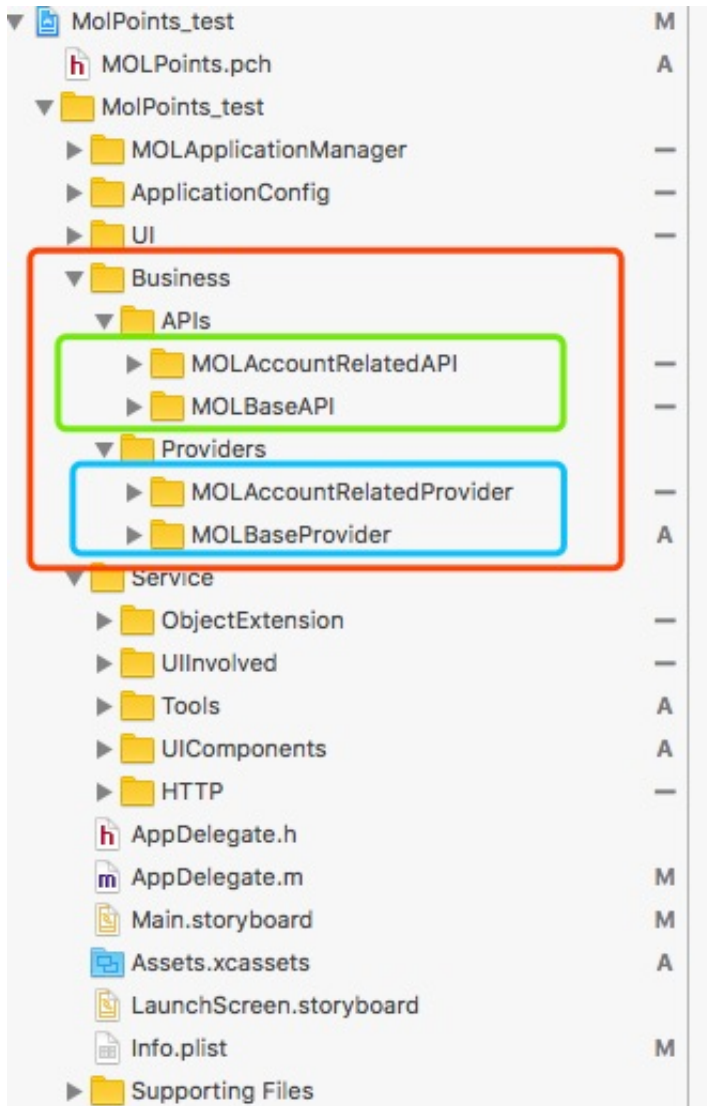 MolPoints_test M
h MOLPoints.pch A
MolPoints_test
MOLApplicationManager —
ApplicationConfig —
UI —
Business
APIs
MOLAccountRelatedAPI —
MOLBaseAPI —
Providers
MOLAccountRelatedProvider —
MOLBaseProvider A
Service
ObjectExtension —
UIInvolved —
Tools A
UIComponents A
HTTP —
h AppDelegate.h
m AppDelegate.m M
Main.storyboard M
Assets.xcassets A
LaunchScreen.storyboard
Info.plist M
Supporting Files